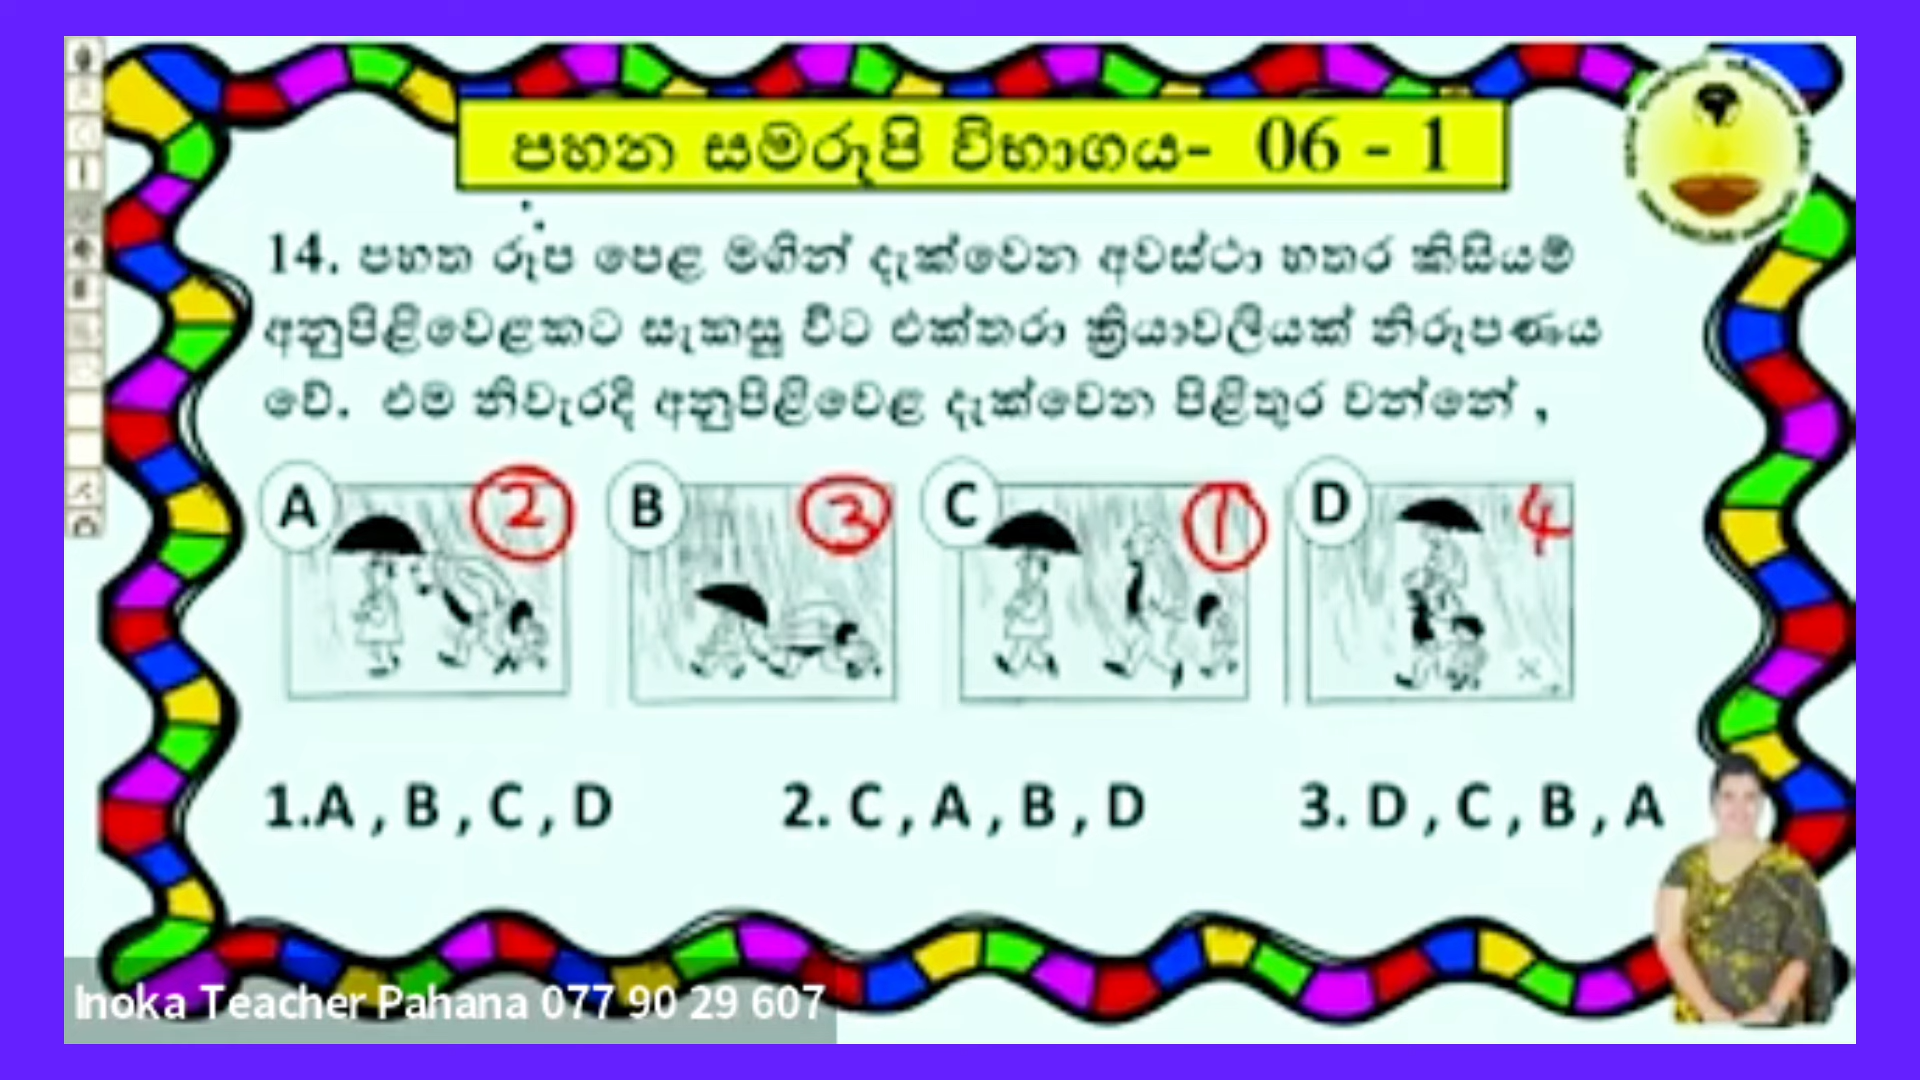 පහන සමරූපි විභාගය- 06 - 1
14. පහත රූප පෙළ මගින් දැක්වෙන අවස්ථා හතර කිසියම්
අනුපිළිවෙළකට සැකසූ විට එක්තරා ක්‍රියාවලියක් නිරූපණය
වේ. එම නිවැරදි අනුපිළිවෙළ දැක්වෙන පිළිතුර වන්නේ ,
A 2 B 3 C 1 D 4
1.A , B , C , D 2. C , A , B , D 3. D , C , B , A
Inoka Teacher Pahana 077 90 29 607